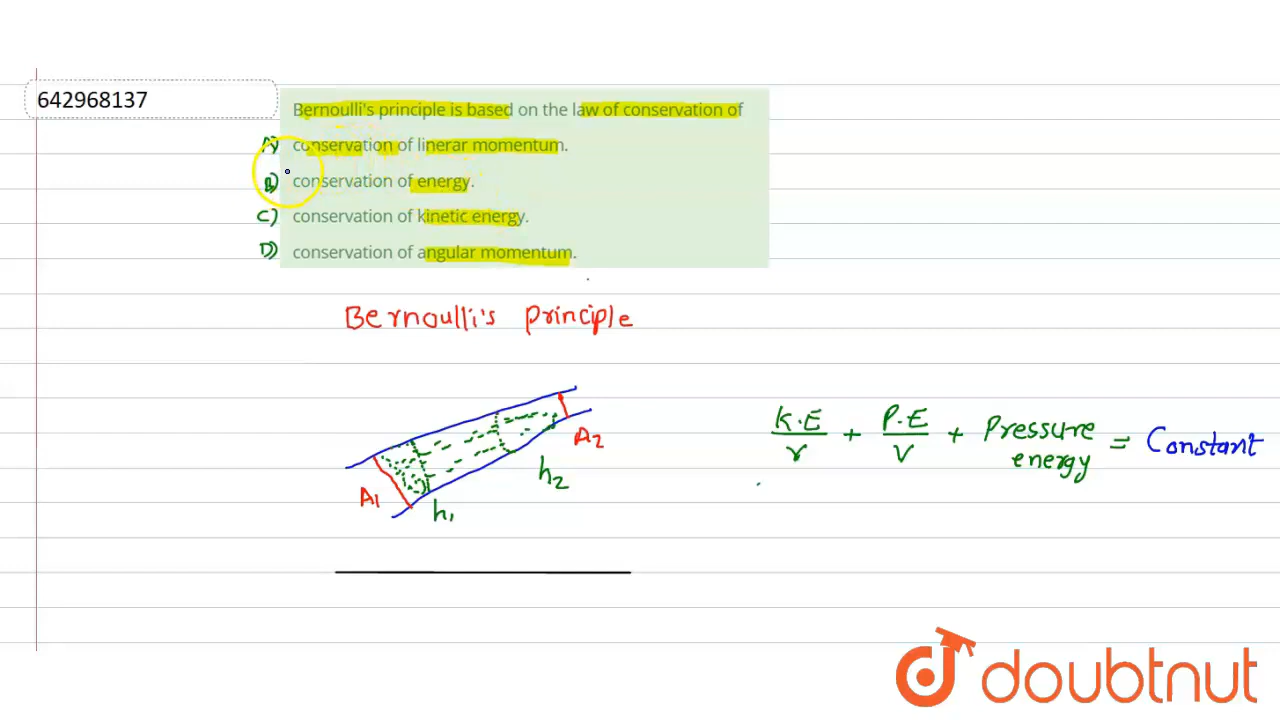 642968137
Bernoulli's principle is based on the law of conservation of
A) conservation of linerar momentum.
B) conservation of energy.
C) conservation of kinetic energy.
D) conservation of angular momentum.
Bernoulli's principle
A1 h1 h2 A2
K.E/v + P.E/v + Pressure energy = Constant
doubtnut